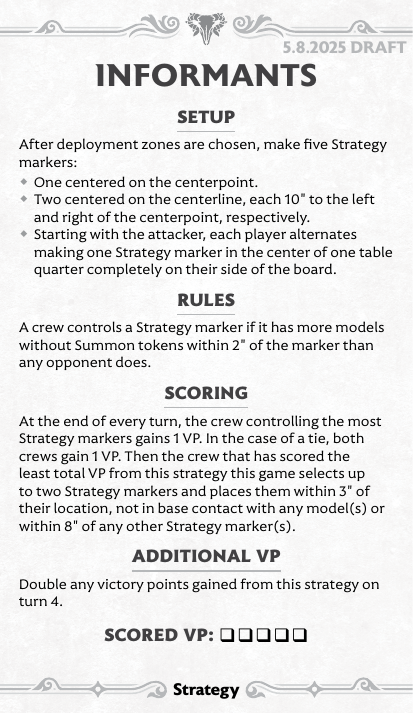 5.8.2025 DRAFT
INFORMANTS
SETUP
After deployment zones are chosen, make five Strategy
markers:
One centered on the centerpoint.
Two centered on the centerline, each 10" to the left
and right of the centerpoint, respectively.
Starting with the attacker, each player alternates
making one Strategy marker in the center of one table
quarter completely on their side of the board.
RULES
A crew controls a Strategy marker if it has more models
without Summon tokens within 2" of the marker than
any opponent does.
SCORING
At the end of every turn, the crew controlling the most
Strategy markers gains 1 VP. In the case of a tie, both
crews gain 1 VP. Then the crew that has scored the
least total VP from this strategy this game selects up
to two Strategy markers and places them within 3" of
their location, not in base contact with any model(s) or
within 8" of any other Strategy marker(s).
ADDITIONAL VP
Double any victory points gained from this strategy on
turn 4.
SCORED VP: ❏❏❏❏❏
Strategy